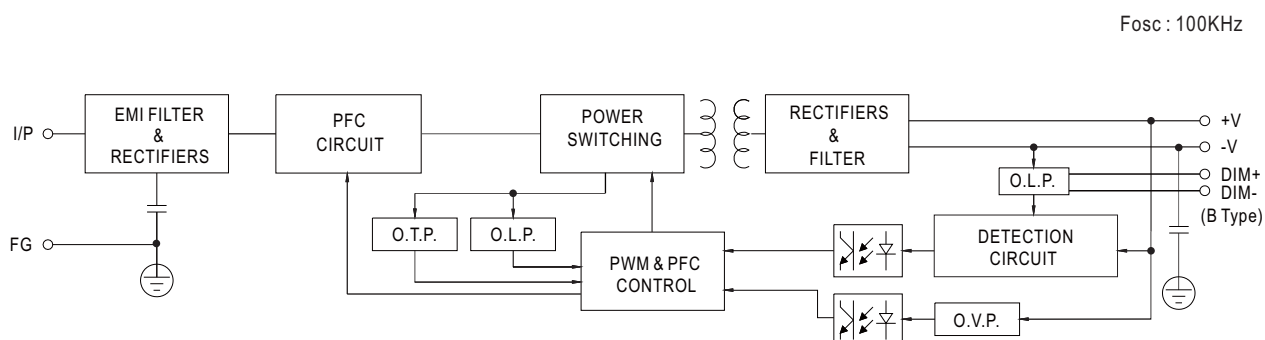 Fosc : 100KHz
I/P
EMI FILTER
&
RECTIFIERS
PFC
CIRCUIT
POWER
SWITCHING
RECTIFIERS
&
FILTER
+V
-V
DIM+
DIM-
(B Type)
O.L.P.
FG
O.T.P.
O.L.P.
PWM & PFC
CONTROL
DETECTION
CIRCUIT
O.V.P.